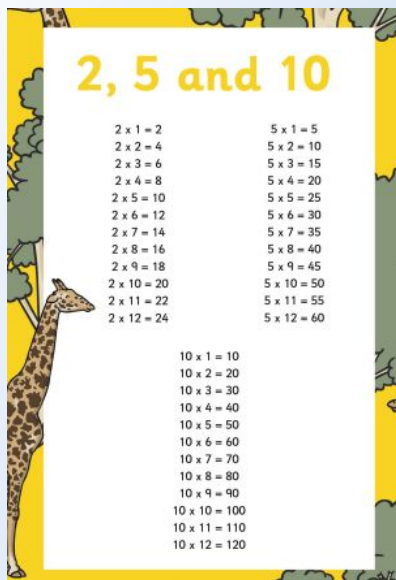 2, 5 and 10
2 x 1 = 2
2 x 2 = 4
2 x 3 = 6
2 x 4 = 8
2 x 5 = 10
2 x 6 = 12
2 x 7 = 14
2 x 8 = 16
2 x 9 = 18
2 x 10 = 20
2 x 11 = 22
2 x 12 = 24
5 x 1 = 5
5 x 2 = 10
5 x 3 = 15
5 x 4 = 20
5 x 5 = 25
5 x 6 = 30
5 x 7 = 35
5 x 8 = 40
5 x 9 = 45
5 x 10 = 50
5 x 11 = 55
5 x 12 = 60
10 x 1 = 10
10 x 2 = 20
10 x 3 = 30
10 x 4 = 40
10 x 5 = 50
10 x 6 = 60
10 x 7 = 70
10 x 8 = 80
10 x 9 = 90
10 x 10 = 100
10 x 11 = 110
10 x 12 = 120